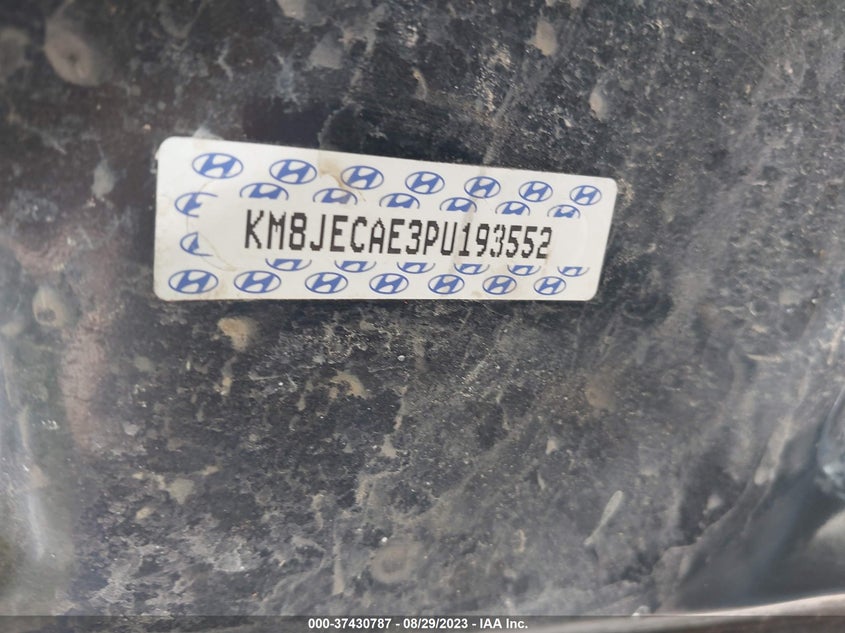 KM8JECAE3PU193552
000-37430787 - 08/29/2023 - IAA Inc.